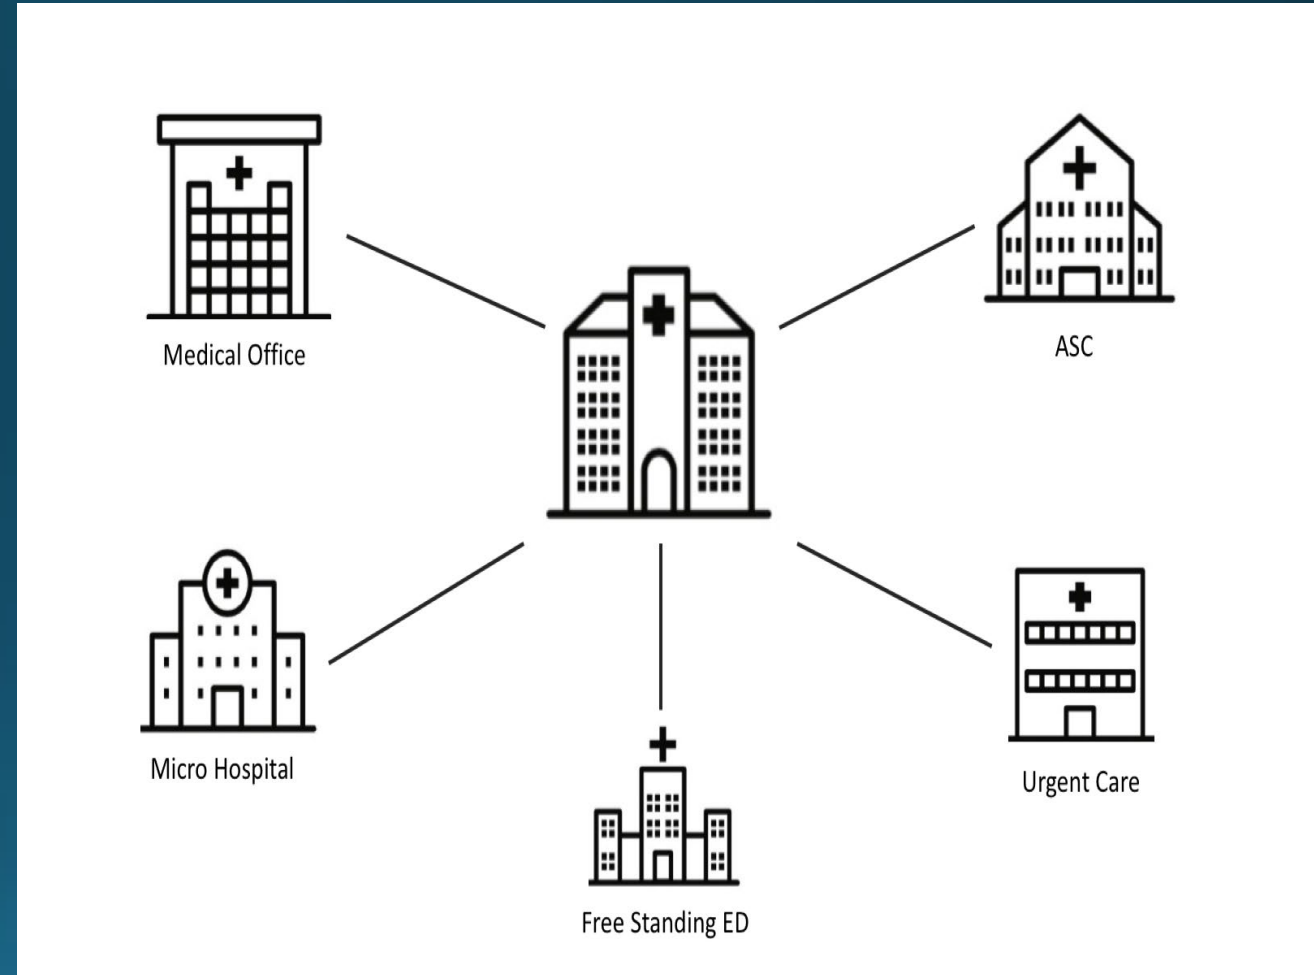 Medical Office
ASC
Micro Hospital
Urgent Care
Free Standing ED